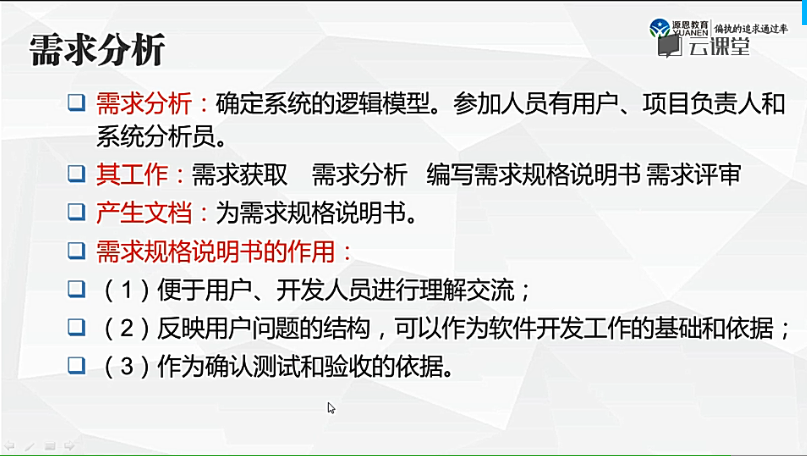 源恩教育
YUANEN
偏执的追求通过率
云课堂
需求分析
需求分析：确定系统的逻辑模型。参加人员有用户、项目负责人和
系统分析员。
其工作：需求获取 需求分析 编写需求规格说明书 需求评审
产生文档：为需求规格说明书。
需求规格说明书的作用：
（1）便于用户、开发人员进行理解交流；
（2）反映用户问题的结构，可以作为软件开发工作的基础和依据；
（3）作为确认测试和验收的依据。